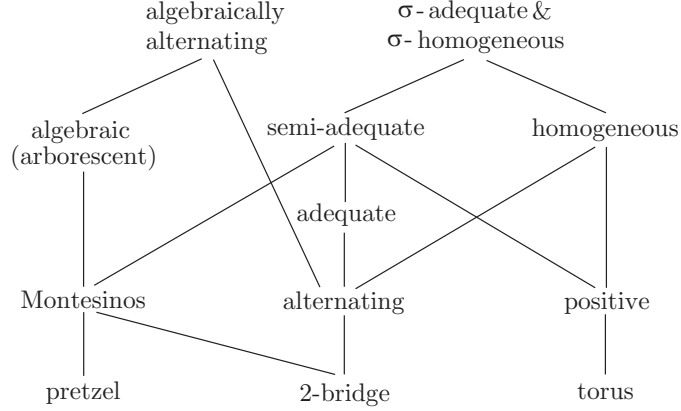 algebraically
alternating
σ-adequate &
σ-homogeneous
algebraic
(arborescent)
semi-adequate
homogeneous
adequate
Montesinos
alternating
positive
pretzel
2-bridge
torus